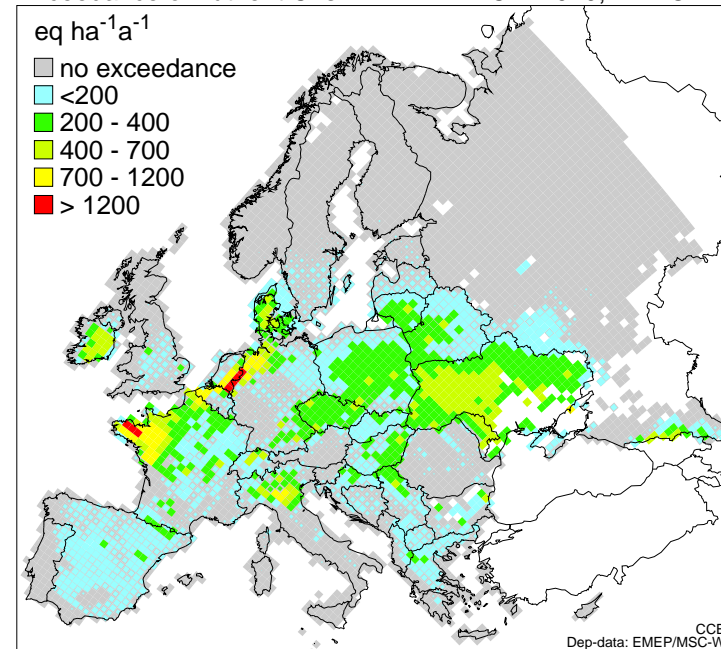 eq ha⁻¹a⁻¹
no exceedance
<200
200 - 400
400 - 700
700 - 1200
> 1200
CCE
Dep-data: EMEP/MSC-W